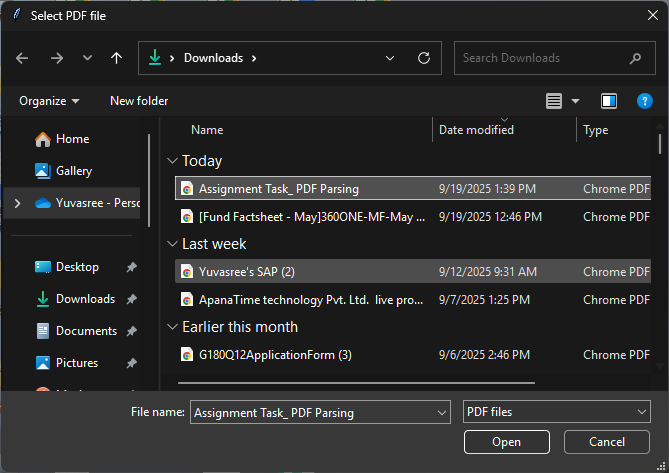 Select PDF file
Downloads
Search Downloads
Organize
New folder
Name
Date modified
Type
Home
Gallery
Yuvasree - Perso
Desktop
Downloads
Documents
Pictures
Today
Assignment Task_ PDF Parsing 9/19/2025 1:39 PM Chrome PDF
[Fund Factsheet - May]360ONE-MF-May ... 9/19/2025 12:46 PM Chrome PDF
Last week
Yuvasree's SAP (2) 9/12/2025 9:31 AM Chrome PDF
ApanaTime technology Pvt. Ltd. live pro... 9/7/2025 1:25 PM Chrome PDF
Earlier this month
G180Q12ApplicationForm (3) 9/6/2025 2:46 PM Chrome PDF
File name: Assignment Task_ PDF Parsing
PDF files
Open
Cancel